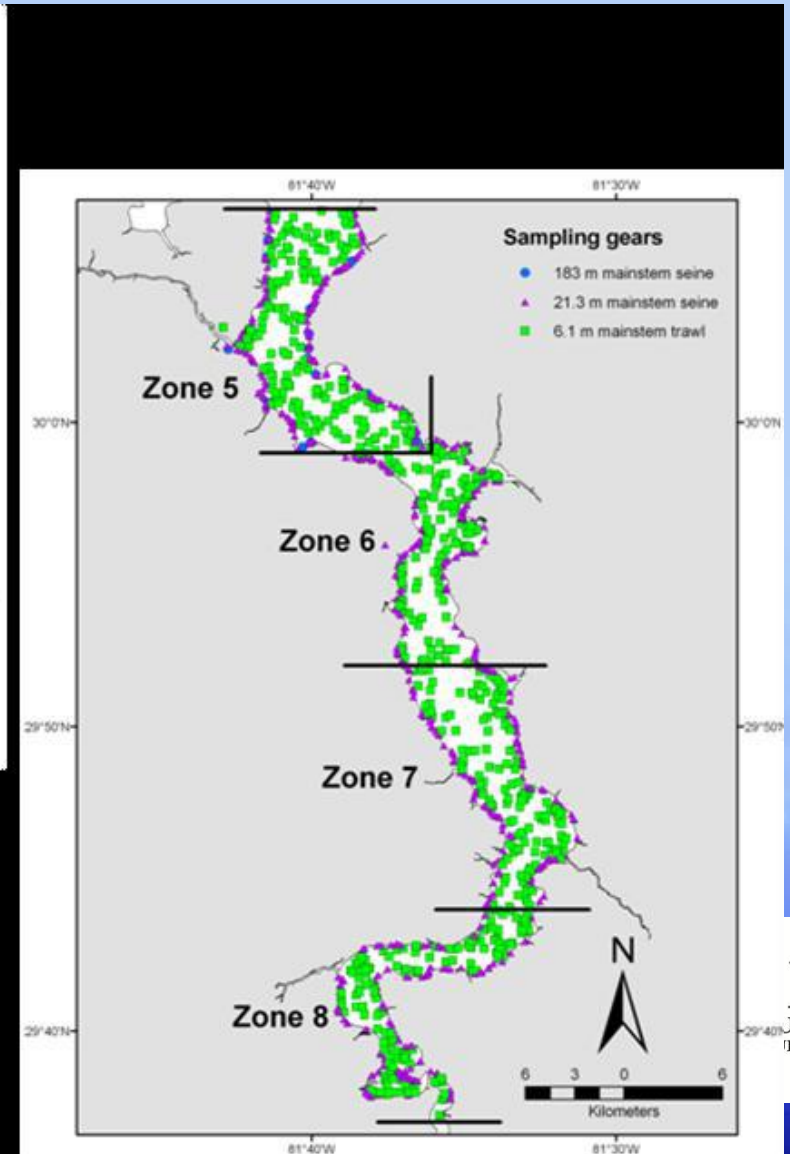 81°40'W 81°30'W
Sampling gears
183 m mainstem seine
21.3 m mainstem seine
6.1 m mainstem trawl
Zone 5
30°0'N 30°0'N
Zone 6
29°50'N 29°50'N
Zone 7
N
Zone 8
29°40'N 29°40'N
6 3 0 6
Kilometers
81°40'W 81°30'W